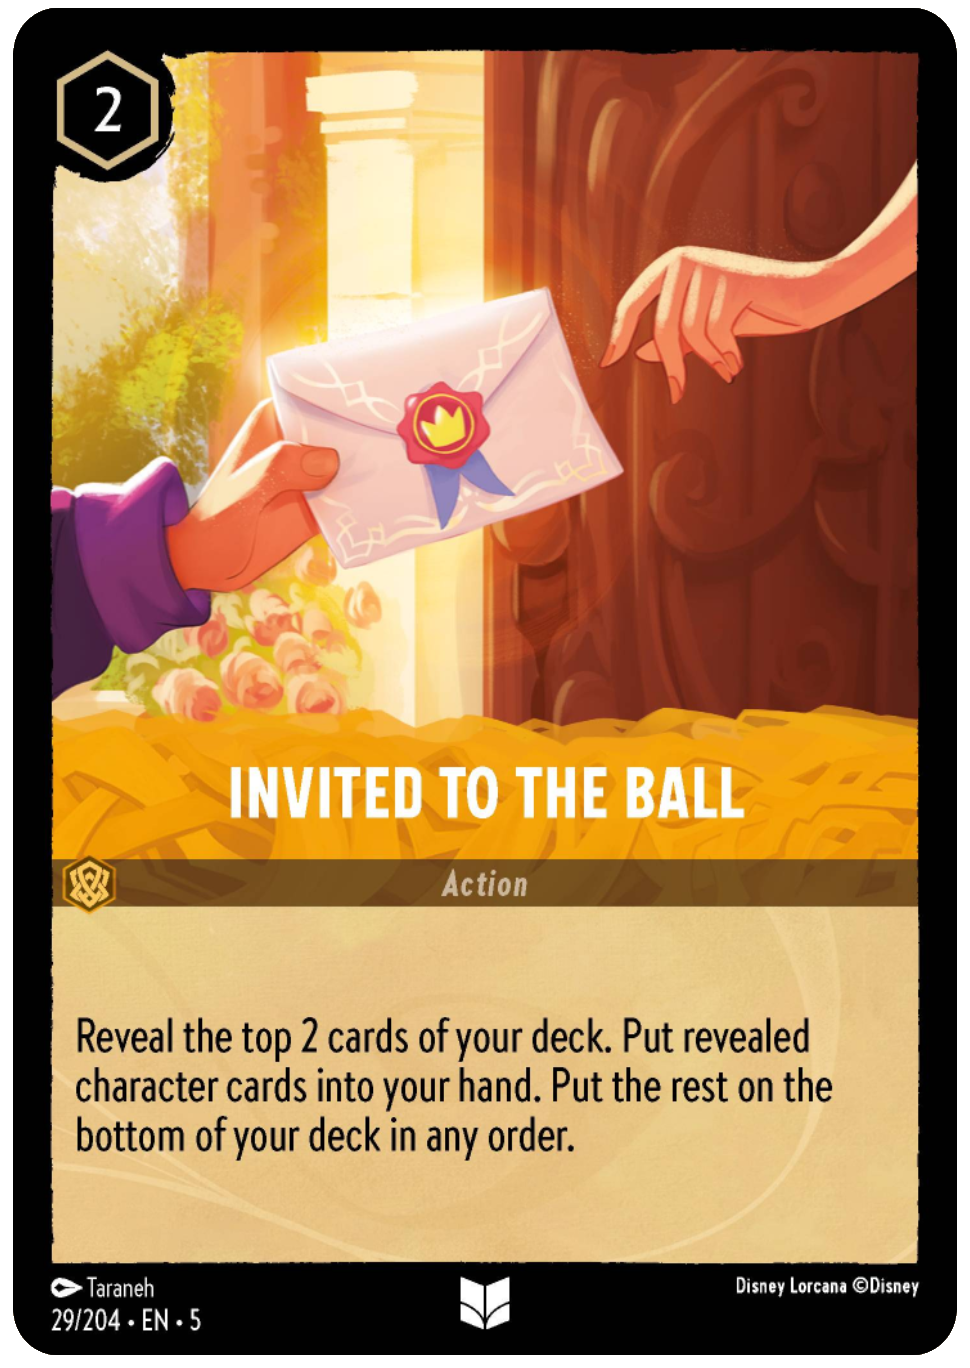 2
INVITED TO THE BALL
Action
Reveal the top 2 cards of your deck. Put revealed
character cards into your hand. Put the rest on the
bottom of your deck in any order.
Taraneh
Disney Lorcana ©Disney
29/204 • EN • 5